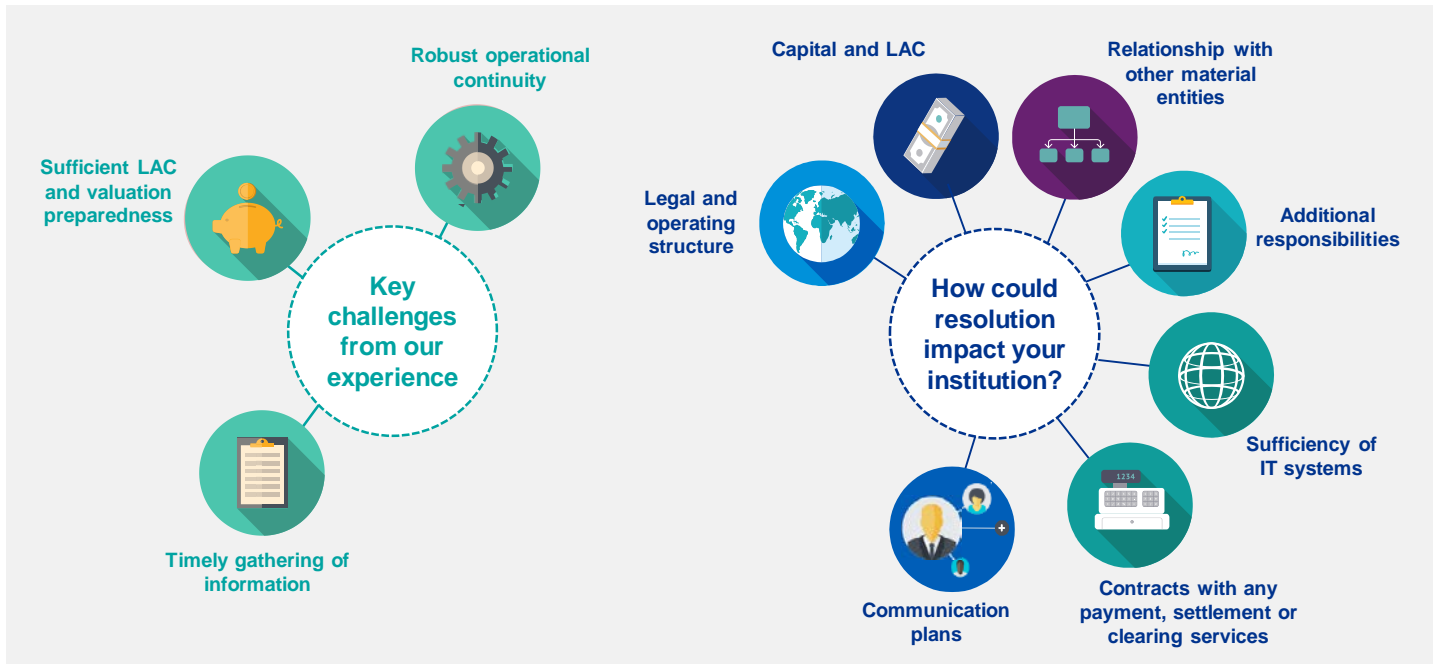 Robust operational
continuity
Sufficient LAC
and valuation
preparedness
Key
challenges
from our
experience
Timely gathering of
information
Capital and LAC
Relationship with
other material
entities
Legal and
operating
structure
Additional
responsibilities
How could
resolution
impact your
institution?
Sufficiency of
IT systems
1234
Contracts with any
payment, settlement or
clearing services
Communication
plans